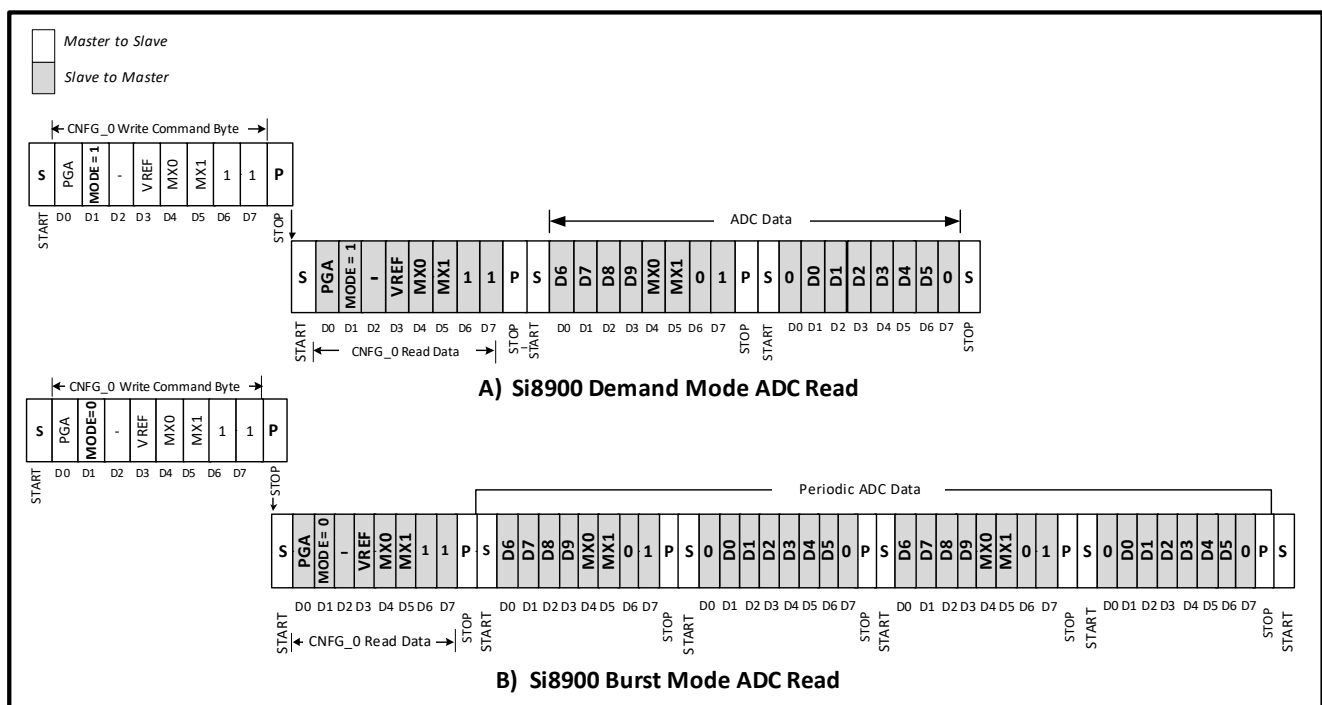 Master to Slave
Slave to Master
CNFG_0 Write Command Byte
S PGA MODE = 1 - VREF MX0 MX1 1 1 P
START D0 D1 D2 D3 D4 D5 D6 D7 STOP
ADC Data
S PGA MODE = 1 - VREF MX0 MX1 1 1 P S D6 D7 D8 D9 MX0 MX1 0 1 P S 0 D0 D1 D2 D3 D4 D5 0 S
START D0 D1 D2 D3 D4 D5 D6 D7 STOP START D0 D1 D2 D3 D4 D5 D6 D7 STOP START D0 D1 D2 D3 D4 D5 D6 D7 STOP
CNFG_0 Read Data
A) Si8900 Demand Mode ADC Read
CNFG_0 Write Command Byte
S PGA MODE=0 - VREF MX0 MX1 1 1 P
START D0 D1 D2 D3 D4 D5 D6 D7 STOP
Periodic ADC Data
S PGA MODE= 0 - VREF MX0 MX1 1 1 P S D6 D7 D8 D9 MX0 MX1 0 1 P S 0 D0 D1 D2 D3 D4 D5 0 P S D6 D7 D8 D9 MX0 MX1 0 1 P S 0 D0 D1 D2 D3 D4 D5 0 P S
START D0 D1 D2 D3 D4 D5 D6 D7 STOP START D0 D1 D2 D3 D4 D5 D6 D7 STOP START D0 D1 D2 D3 D4 D5 D6 D7 STOP START D0 D1 D2 D3 D4 D5 D6 D7 STOP START D0 D1 D2 D3 D4 D5 D6 D7 STOP START
CNFG_0 Read Data
B) Si8900 Burst Mode ADC Read